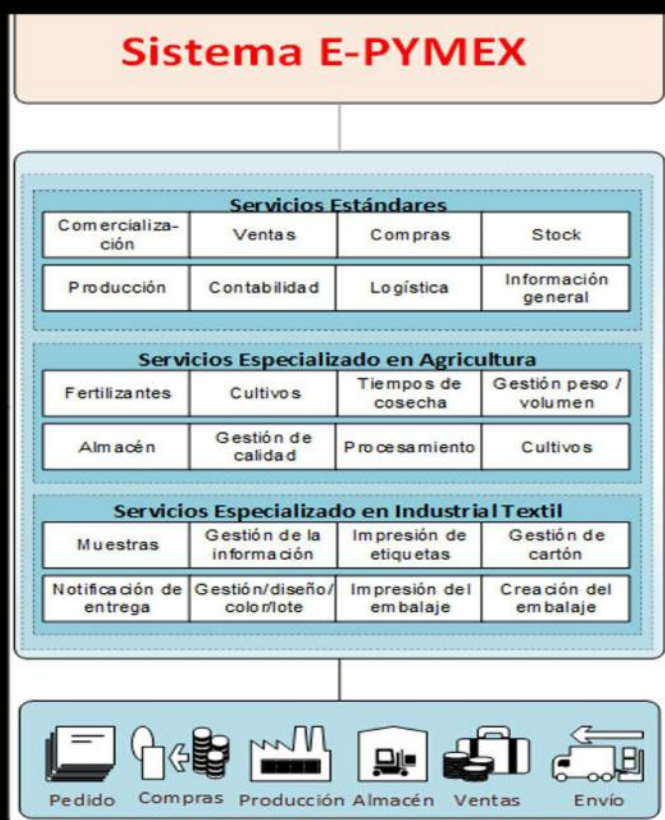 Sistema E-PYMEX
Servicios Estándares
Comercializa-
ción
Ventas
Compras
Stock
Producción
Contabilidad
Logística
Información
general
Servicios Especializado en Agricultura
Fertilizantes
Cultivos
Tiempos de
cosecha
Gestión peso /
volumen
Almacén
Gestión de
calidad
Procesamiento
Cultivos
Servicios Especializado en Industrial Textil
Muestras
Gestión de la
información
Impresión de
etiquetas
Gestión de
cartón
Notificación de
entrega
Gestión/diseño/
color/lote
Impresión del
embalaje
Creación del
embalaje
Pedido
Compras
Producción
Almacén
Ventas
Envío